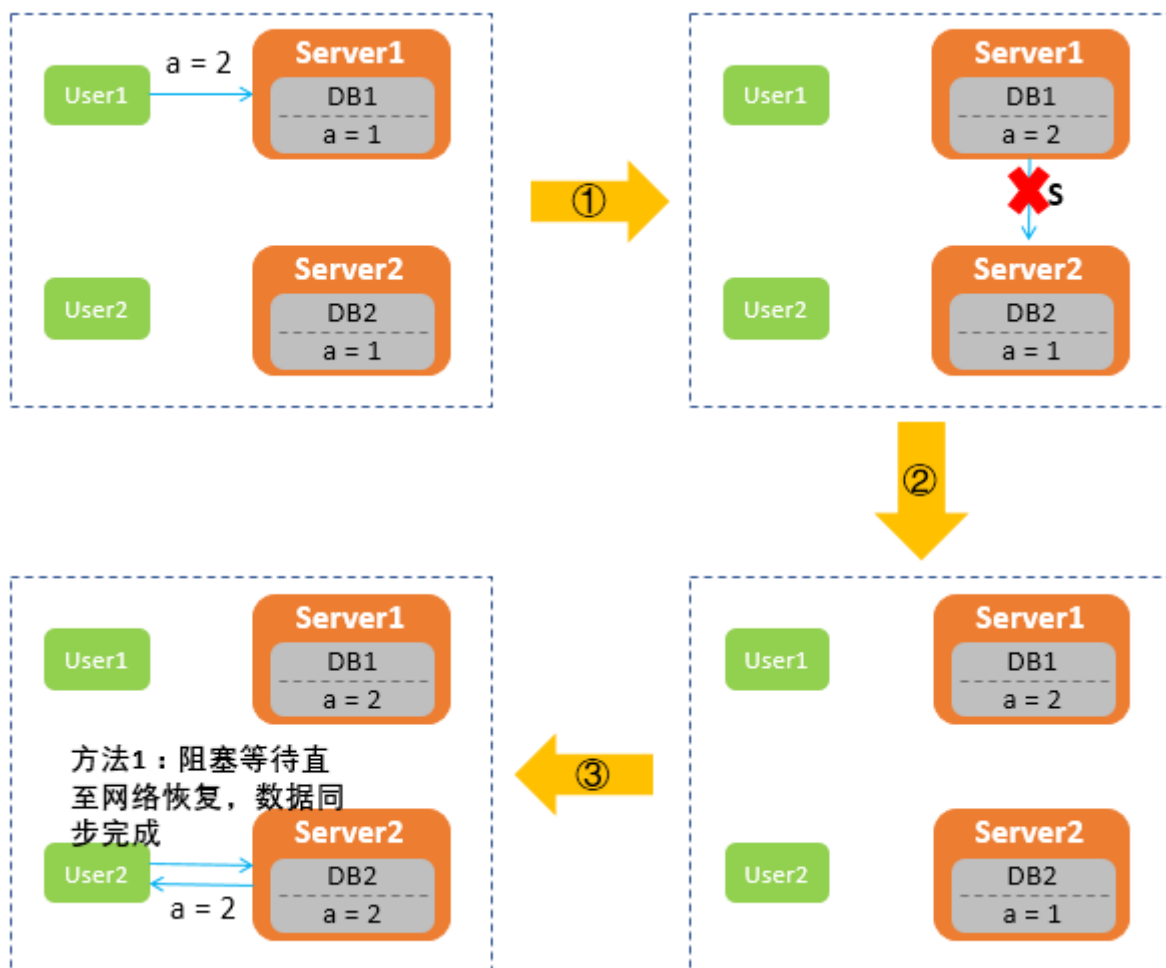 Server1
a = 2
User1
DB1
a = 1
Server2
User2
DB2
a = 1
①
Server1
User1
DB1
a = 2
S
Server2
User2
DB2
a = 1
②
Server1
User1
DB1
a = 2
方法1：阻塞等待直
至网络恢复，数据同
步完成
Server2
User2
DB2
a = 2
a = 2
③
Server1
User1
DB1
a = 2
Server2
User2
DB2
a = 1